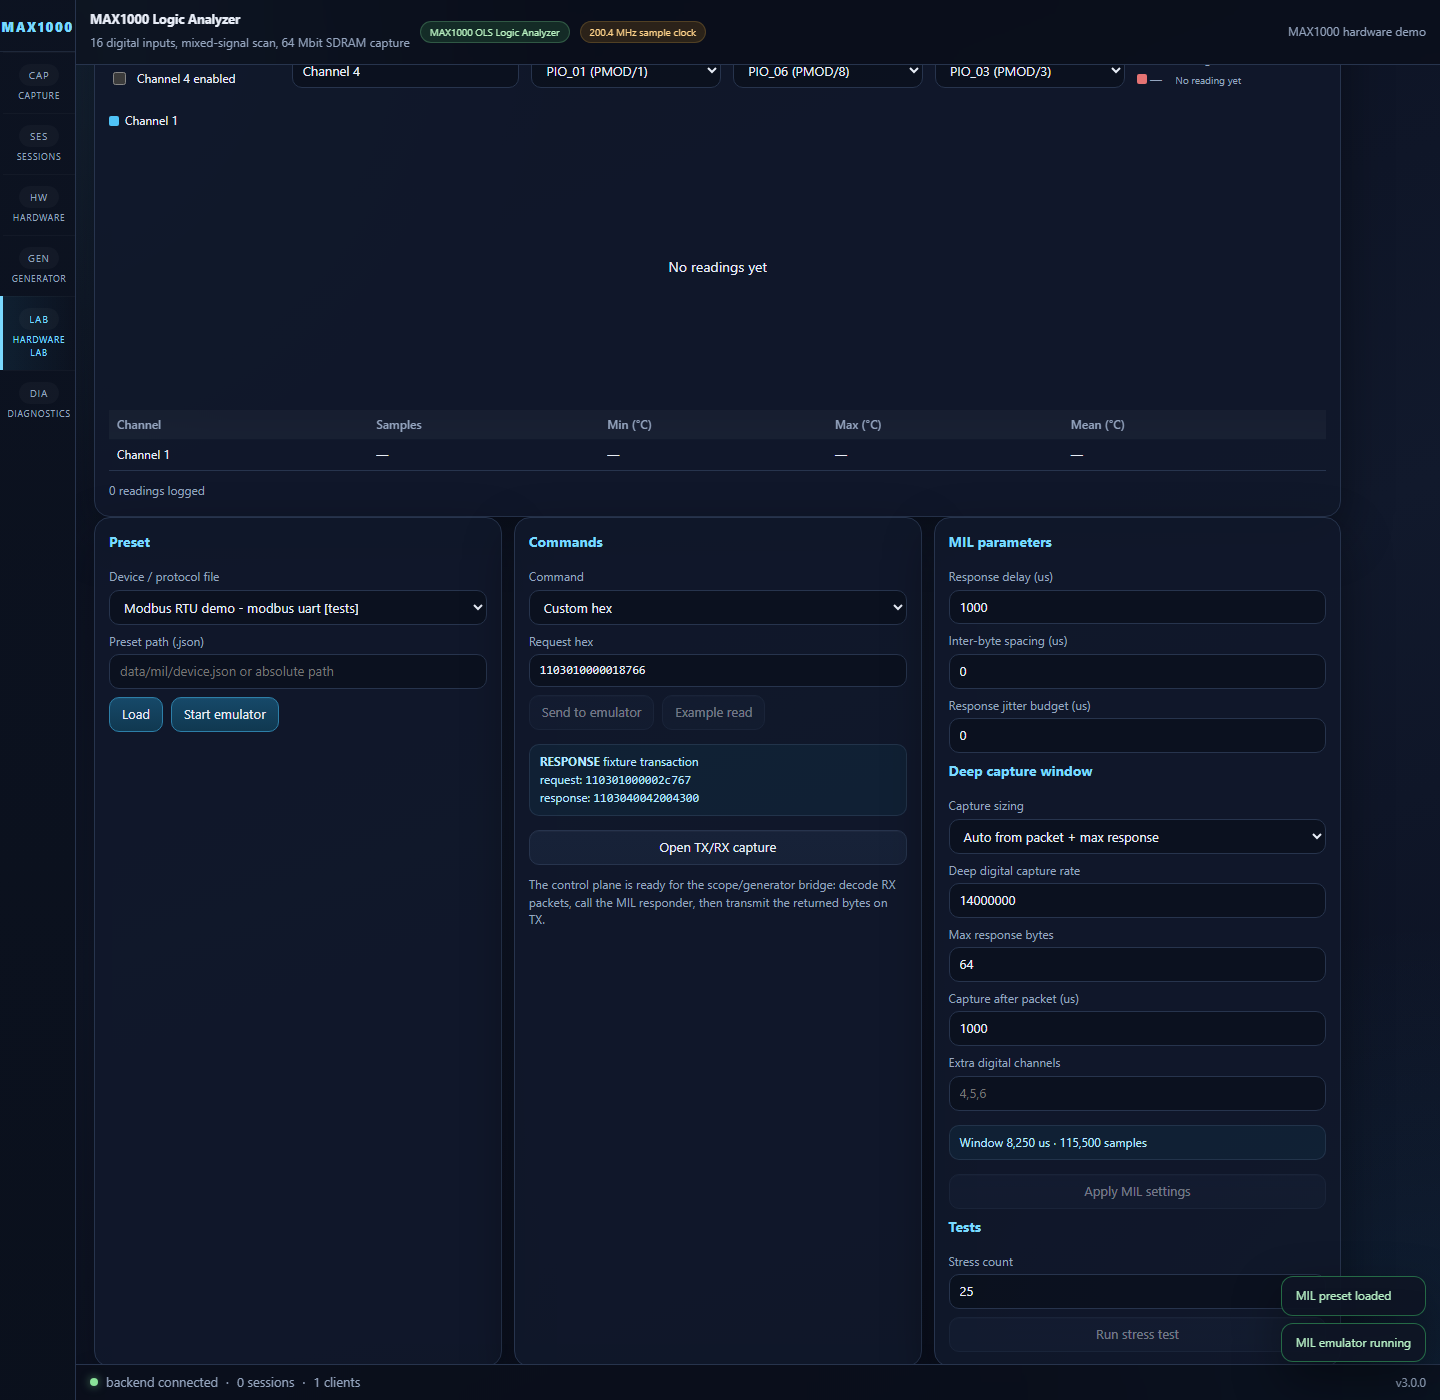 MAX1000
MAX1000 Logic Analyzer
16 digital inputs, mixed-signal scan, 64 Mbit SDRAM capture
MAX1000 OLS Logic Analyzer
200.4 MHz sample clock
MAX1000 hardware demo
CAP
CAPTURE
SES
SESSIONS
HW
HARDWARE
GEN
GENERATOR
LAB
HARDWARE
LAB
DIA
DIAGNOSTICS
Channel 4 enabled
Channel 4
PIO_01 (PMOD/1)
PIO_06 (PMOD/8)
PIO_03 (PMOD/3)
—
No reading yet
Channel 1
No readings yet
Channel Samples Min (°C) Max (°C) Mean (°C)
Channel 1 — — — —
0 readings logged
Preset
Device / protocol file
Modbus RTU demo - modbus uart [tests]
Preset path (.json)
data/mil/device.json or absolute path
Load
Start emulator
Commands
Command
Custom hex
Request hex
1103010000018766
Send to emulator
Example read
RESPONSE fixture transaction
request: 110301000002c767
response: 1103040042004300
Open TX/RX capture
The control plane is ready for the scope/generator bridge: decode RX
packets, call the MIL responder, then transmit the returned bytes on
TX.
MIL parameters
Response delay (us)
1000
Inter-byte spacing (us)
0
Response jitter budget (us)
0
Deep capture window
Capture sizing
Auto from packet + max response
Deep digital capture rate
14000000
Max response bytes
64
Capture after packet (us)
1000
Extra digital channels
4,5,6
Window 8,250 us · 115,500 samples
Apply MIL settings
Tests
Stress count
25
Run stress test
MIL preset loaded
MIL emulator running
backend connected · 0 sessions · 1 clients
v3.0.0